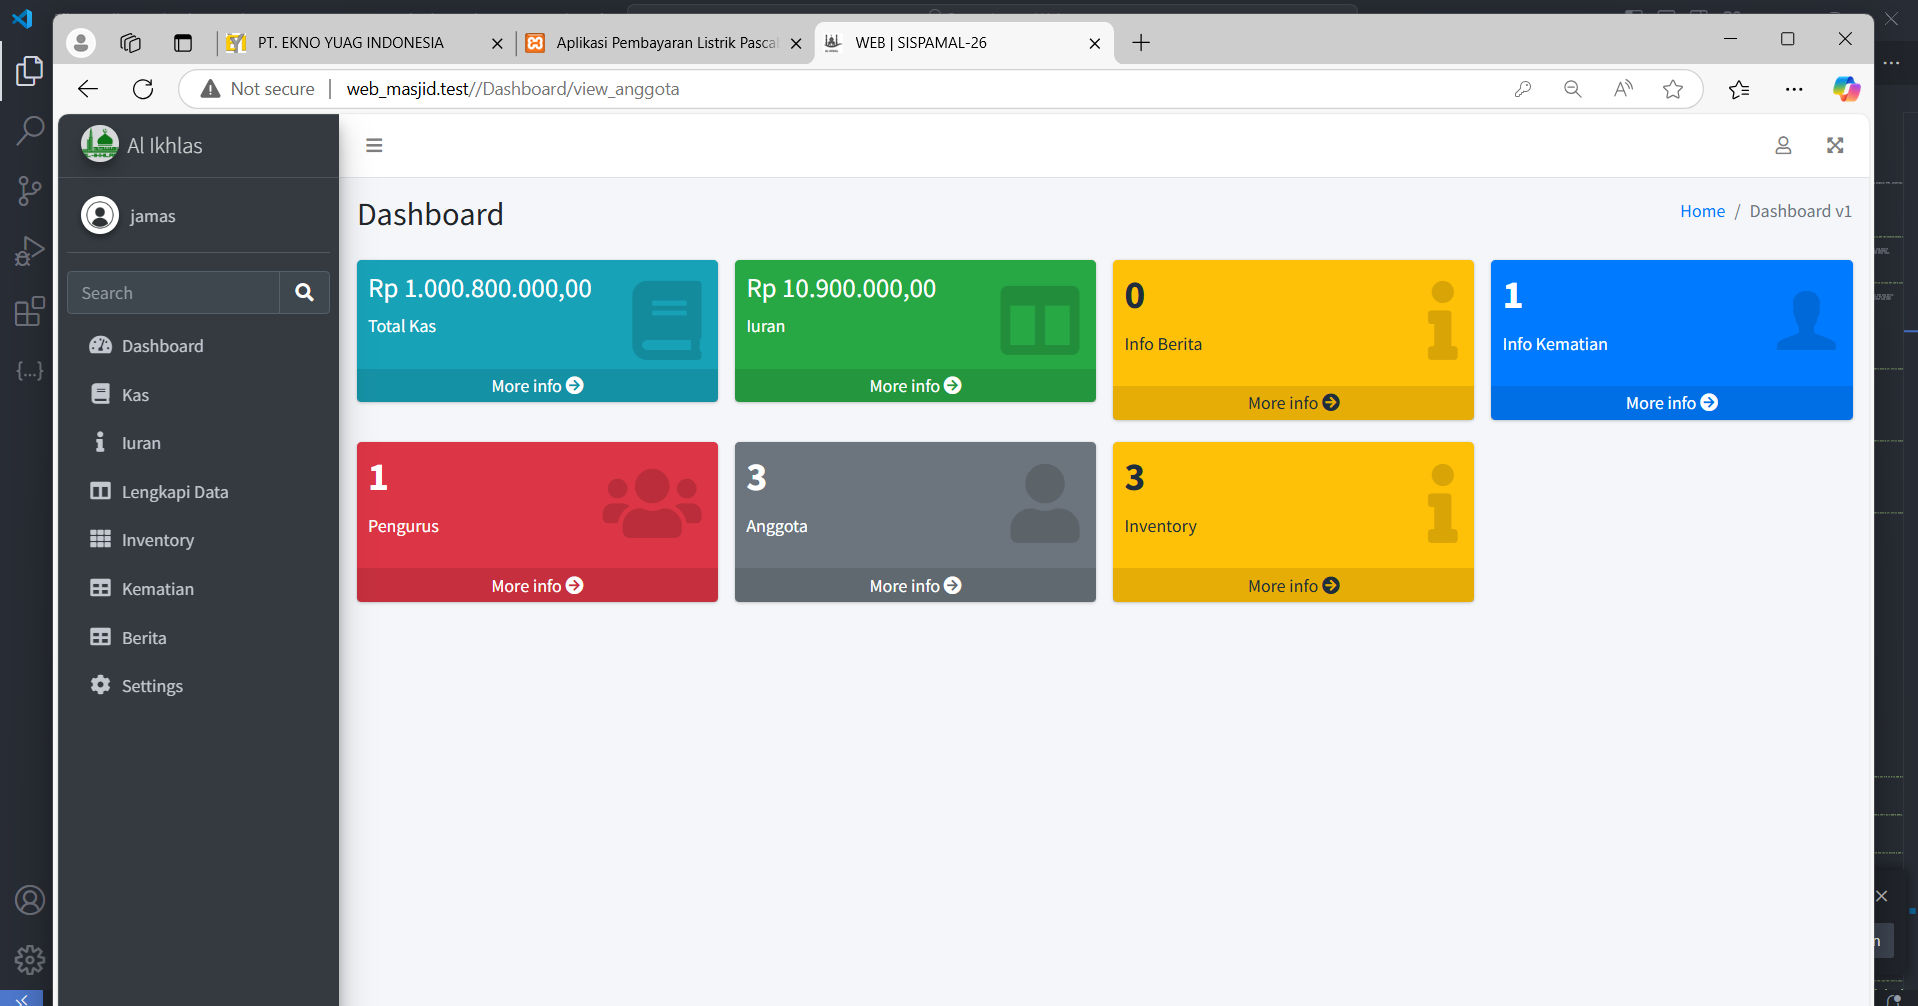 PT. EKNO YUAG INDONESIA
Aplikasi Pembayaran Listrik Pasca
WEB | SISPAMAL-26
Not secure
web_masjid.test//Dashboard/view_anggota
Al Ikhlas
jamas
Search
Dashboard
Kas
Iuran
Lengkapi Data
Inventory
Kematian
Berita
Settings
Dashboard
Home / Dashboard v1
Rp 1.000.800.000,00
Total Kas
More info
Rp 10.900.000,00
Iuran
More info
0
Info Berita
More info
1
Info Kematian
More info
1
Pengurus
More info
3
Anggota
More info
3
Inventory
More info